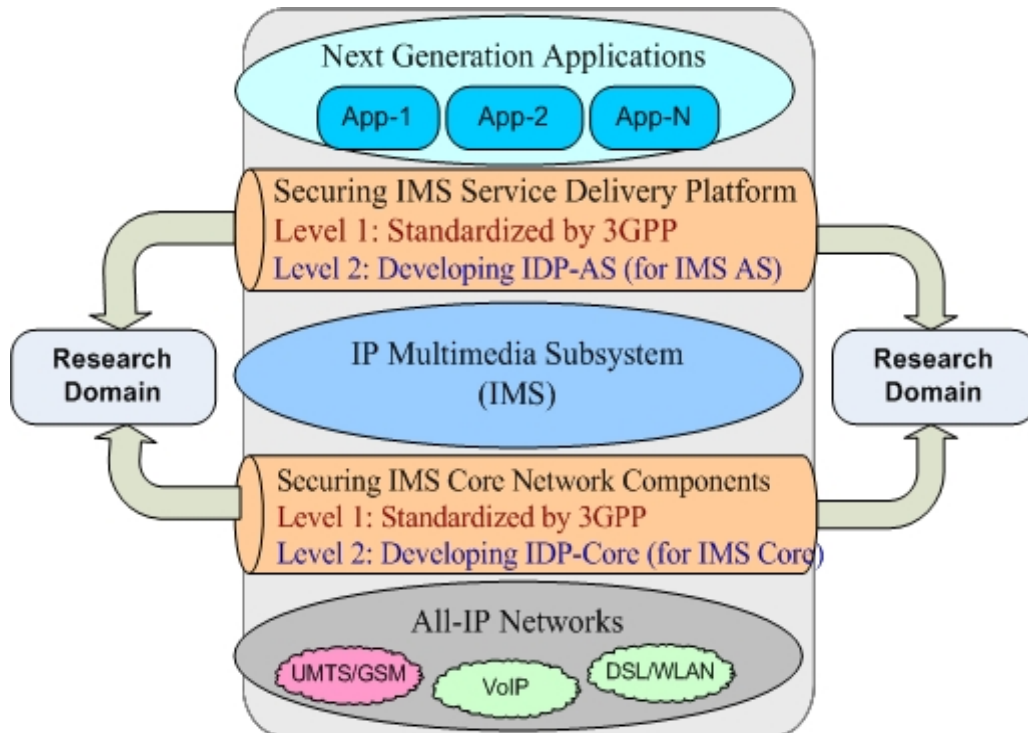 Next Generation Applications
App-1
App-2
App-N
Securing IMS Service Delivery Platform
Level 1: Standardized by 3GPP
Level 2: Developing IDP-AS (for IMS AS)
Research
Domain
IP Multimedia Subsystem
(IMS)
Research
Domain
Securing IMS Core Network Components
Level 1: Standardized by 3GPP
Level 2: Developing IDP-Core (for IMS Core)
All-IP Networks
UMTS/GSM
VoIP
DSL/WLAN